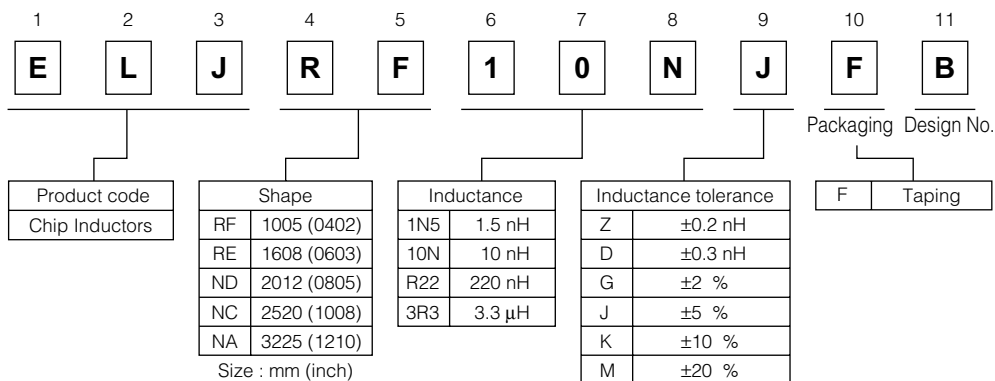 1 2 3 4 5 6 7 8 9 10 11
E L J R F 1 0 N J F B
Packaging Design No.
Product code
Chip Inductors
Shape
RF 1005 (0402)
RE 1608 (0603)
ND 2012 (0805)
NC 2520 (1008)
NA 3225 (1210)
Size : mm (inch)
Inductance
1N5 1.5 nH
10N 10 nH
R22 220 nH
3R3 3.3 µH
Inductance tolerance
Z ±0.2 nH
D ±0.3 nH
G ±2 %
J ±5 %
K ±10 %
M ±20 %
F Taping